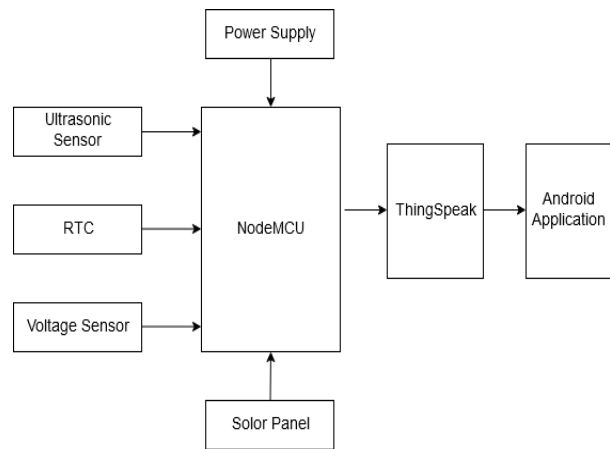 Power Supply
Ultrasonic
Sensor
RTC
NodeMCU
ThingSpeak
Android
Application
Voltage Sensor
Solor Panel